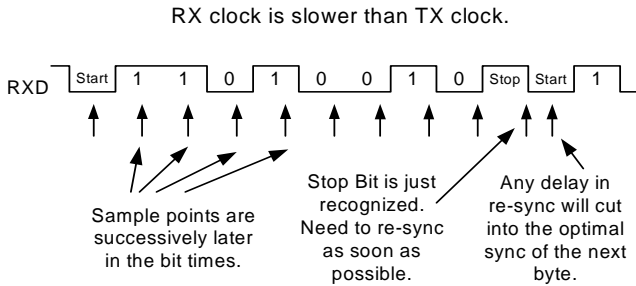 RX clock is slower than TX clock.
RXD Start 1 1 0 1 0 0 1 0 Stop Start 1
Sample points are
successively later
in the bit times.
Stop Bit is just
recognized.
Need to re-sync
as soon as
possible.
Any delay in
re-sync will cut
into the optimal
sync of the next
byte.